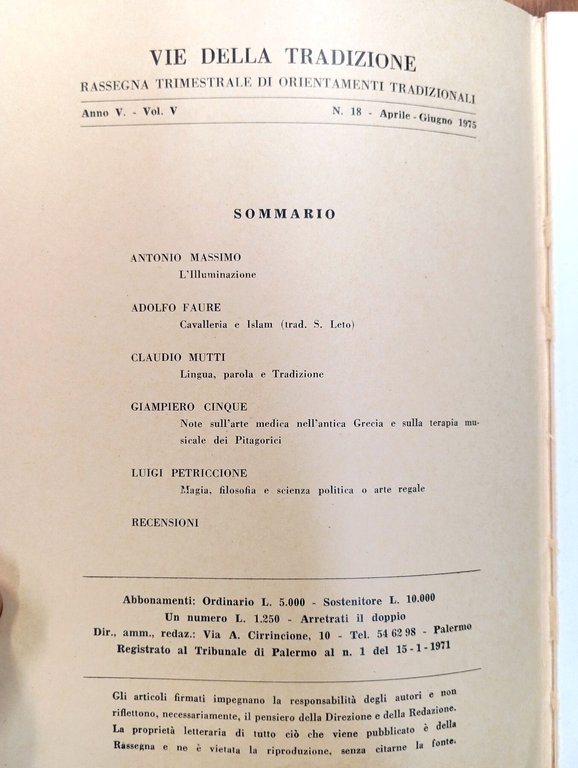 VIE DELLA TRADIZIONE
RASSEGNA TRIMESTRALE DI ORIENTAMENTI TRADIZIONALI
Anno V. - Vol. V N. 18 - Aprile - Giugno 1975
SOMMARIO
ANTONIO MASSIMO
L'Illuminazione
ADOLFO FAURE
Cavalleria e Islam (trad. S. Leto)
CLAUDIO MUTTI
Lingua, parola e Tradizione
GIAMPIERO CINQUE
Note sull'arte medica nell'antica Grecia e sulla terapia mu-
sicale dei Pitagorici
LUIGI PETRICCIONE
Magia, filosofia e scienza politica o arte regale
RECENSIONI
Abbonamenti: Ordinario L. 5.000 - Sostenitore L. 10.000
Un numero L. 1.250 - Arretrati il doppio
Dir., amm., redaz.: Via A. Cirrincione, 10 - Tel. 54 62 98 - Palermo
Registrato al Tribunale di Palermo al n. 1 del 15-1-1971
Gli articoli firmati impegnano la responsabilità degli autori e non
riflettono, necessariamente, il pensiero della Direzione e della Redazione.
La proprietà letteraria di tutto ciò che viene pubblicato è della
Rassegna e ne è vietata la riproduzione, senza citarne la fonte.